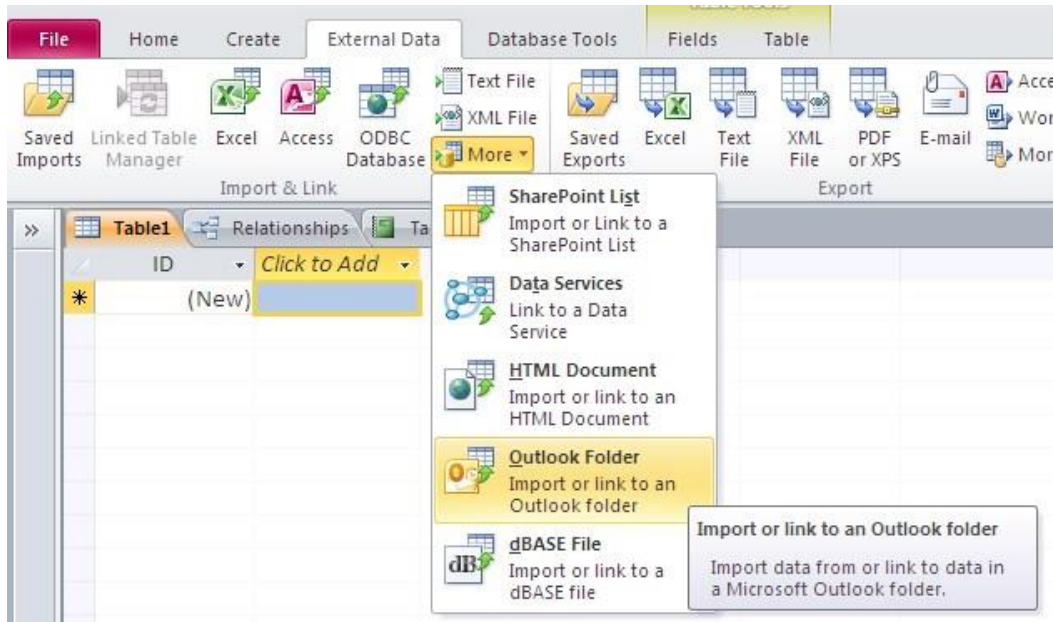 File Home Create External Data Database Tools Fields Table
Saved Imports
Linked Table Manager
Excel
Access
ODBC Database
Text File
XML File
More
Import & Link
Saved Exports
Excel
Text File
XML File
PDF or XPS
E-mail
Acce
Wor
Mor
Export
»
Table1 Relationships Ta
ID Click to Add
* (New)
SharePoint List
Import or Link to a
SharePoint List
Data Services
Link to a Data
Service
HTML Document
Import or link to an
HTML Document
Outlook Folder
Import or link to an
Outlook folder
dBASE File
Import or link to a
dBASE file
Import or link to an Outlook folder
Import data from or link to data in
a Microsoft Outlook folder.